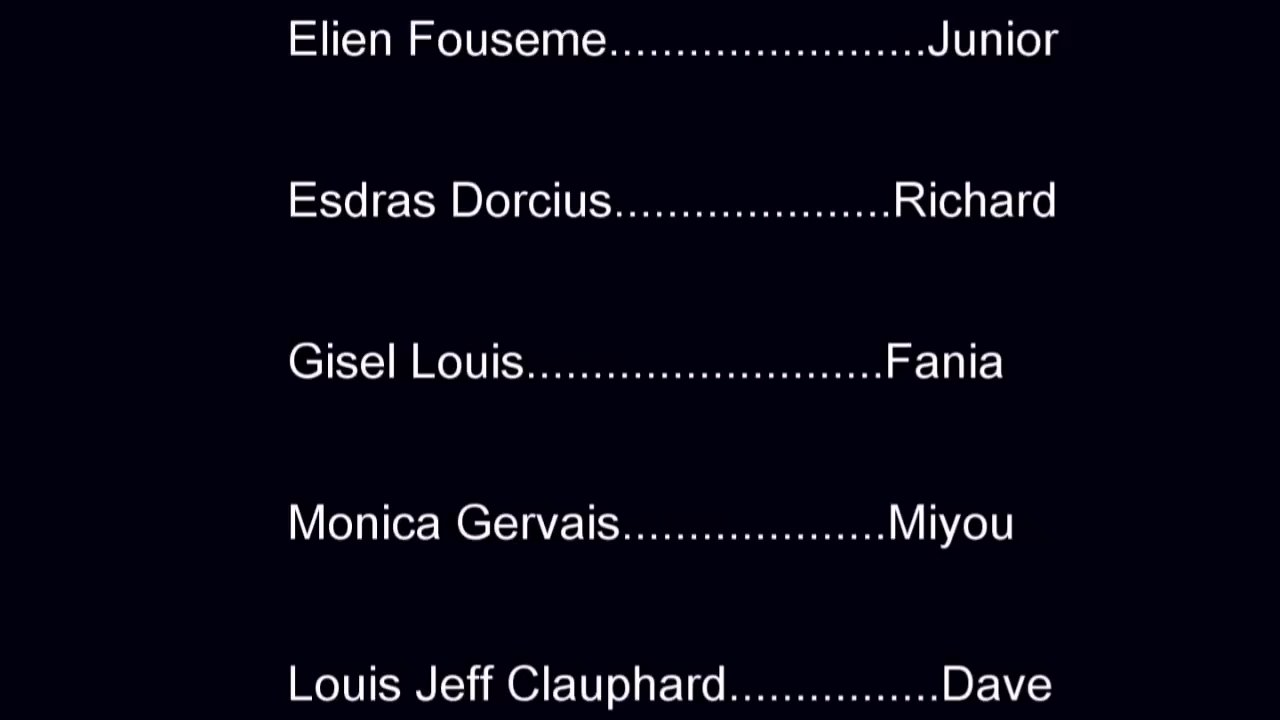 Elien Fouseme........................Junior
Esdras Dorcius.....................Richard
Gisel Louis...........................Fania
Monica Gervais....................Miyou
Louis Jeff Clauphard................Dave